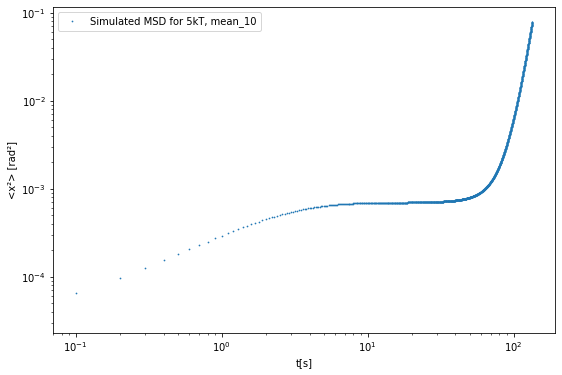 Simulated MSD for 5kT, mean_10
<x²> [rad²]
10⁻¹
10⁻²
10⁻³
10⁻⁴
10⁻¹ 10⁰ 10¹ 10²
t[s]